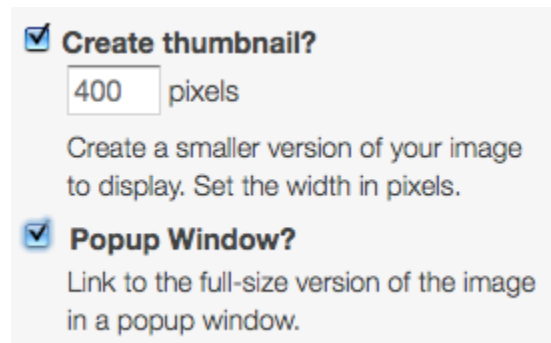 Create thumbnail?
400 pixels
Create a smaller version of your image
to display. Set the width in pixels.
Popup Window?
Link to the full-size version of the image
in a popup window.